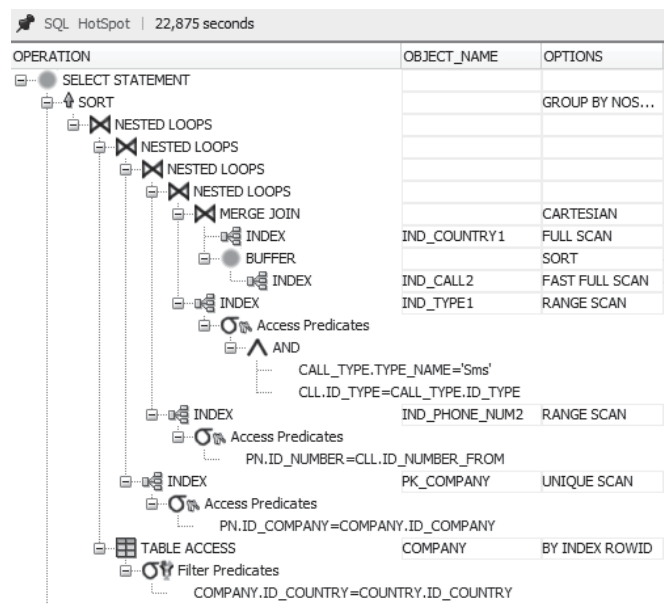 SQL HotSpot | 22,875 seconds
OPERATION OBJECT_NAME OPTIONS
SELECT STATEMENT
SORT GROUP BY NOS...
NESTED LOOPS
NESTED LOOPS
NESTED LOOPS
NESTED LOOPS
MERGE JOIN CARTESIAN
INDEX IND_COUNTRY1 FULL SCAN
BUFFER SORT
INDEX IND_CALL2 FAST FULL SCAN
INDEX IND_TYPE1 RANGE SCAN
Access Predicates
AND
CALL_TYPE.TYPE_NAME='Sms'
CLL.ID_TYPE=CALL_TYPE.ID_TYPE
INDEX IND_PHONE_NUM2 RANGE SCAN
Access Predicates
PN.ID_NUMBER=CLL.ID_NUMBER_FROM
INDEX PK_COMPANY UNIQUE SCAN
Access Predicates
PN.ID_COMPANY=COMPANY.ID_COMPANY
TABLE ACCESS COMPANY BY INDEX ROWID
Filter Predicates
COMPANY.ID_COUNTRY=COUNTRY.ID_COUNTRY